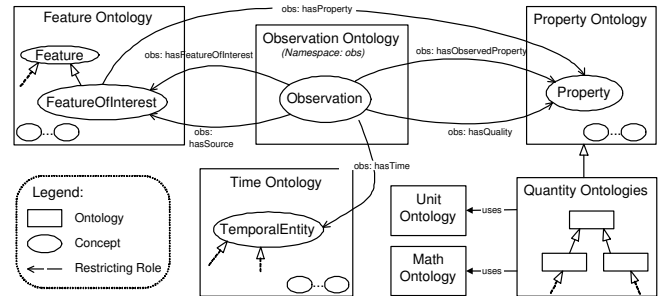 obs: hasProperty
Feature Ontology
Feature
FeatureOfInterest
...
obs: hasFeatureOfInterest
obs:
hasSource
Observation Ontology
(Namespace: obs)
Observation
obs: hasObservedProperty
obs: hasQuality
obs: hasTime
Property Ontology
Property
...
Legend:
Ontology
Concept
Restricting Role
Time Ontology
TemporalEntity
...
Unit
Ontology
uses
Math
Ontology
uses
Quantity Ontologies